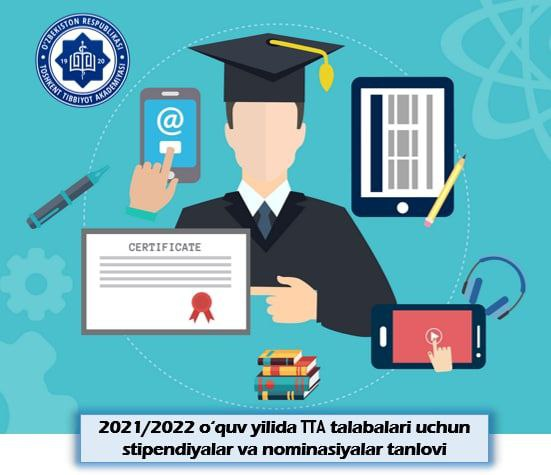 O'ZBEKISTON RESPUBLIKASI
TOSHKENT TIBBIYOT AKADEMIYASI
19 20
@
CERTIFICATE
2021/2022 o‘quv yilida TTA talabalari uchun
stipendiyalar va nominasiyalar tanlovi